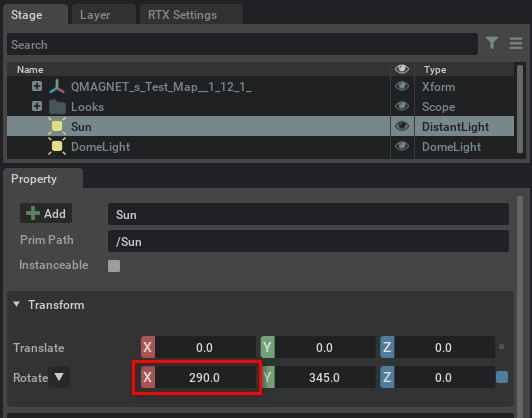 Stage Layer RTX Settings
Search
Name Type
QMAGNET_s_Test_Map__1_12_1_ Xform
Looks Scope
Sun DistantLight
DomeLight DomeLight
Property
Add Sun
Prim Path /Sun
Instanceable
Transform
Translate X 0.0 Y 0.0 Z 0.0
Rotate X 290.0 Y 345.0 Z 0.0